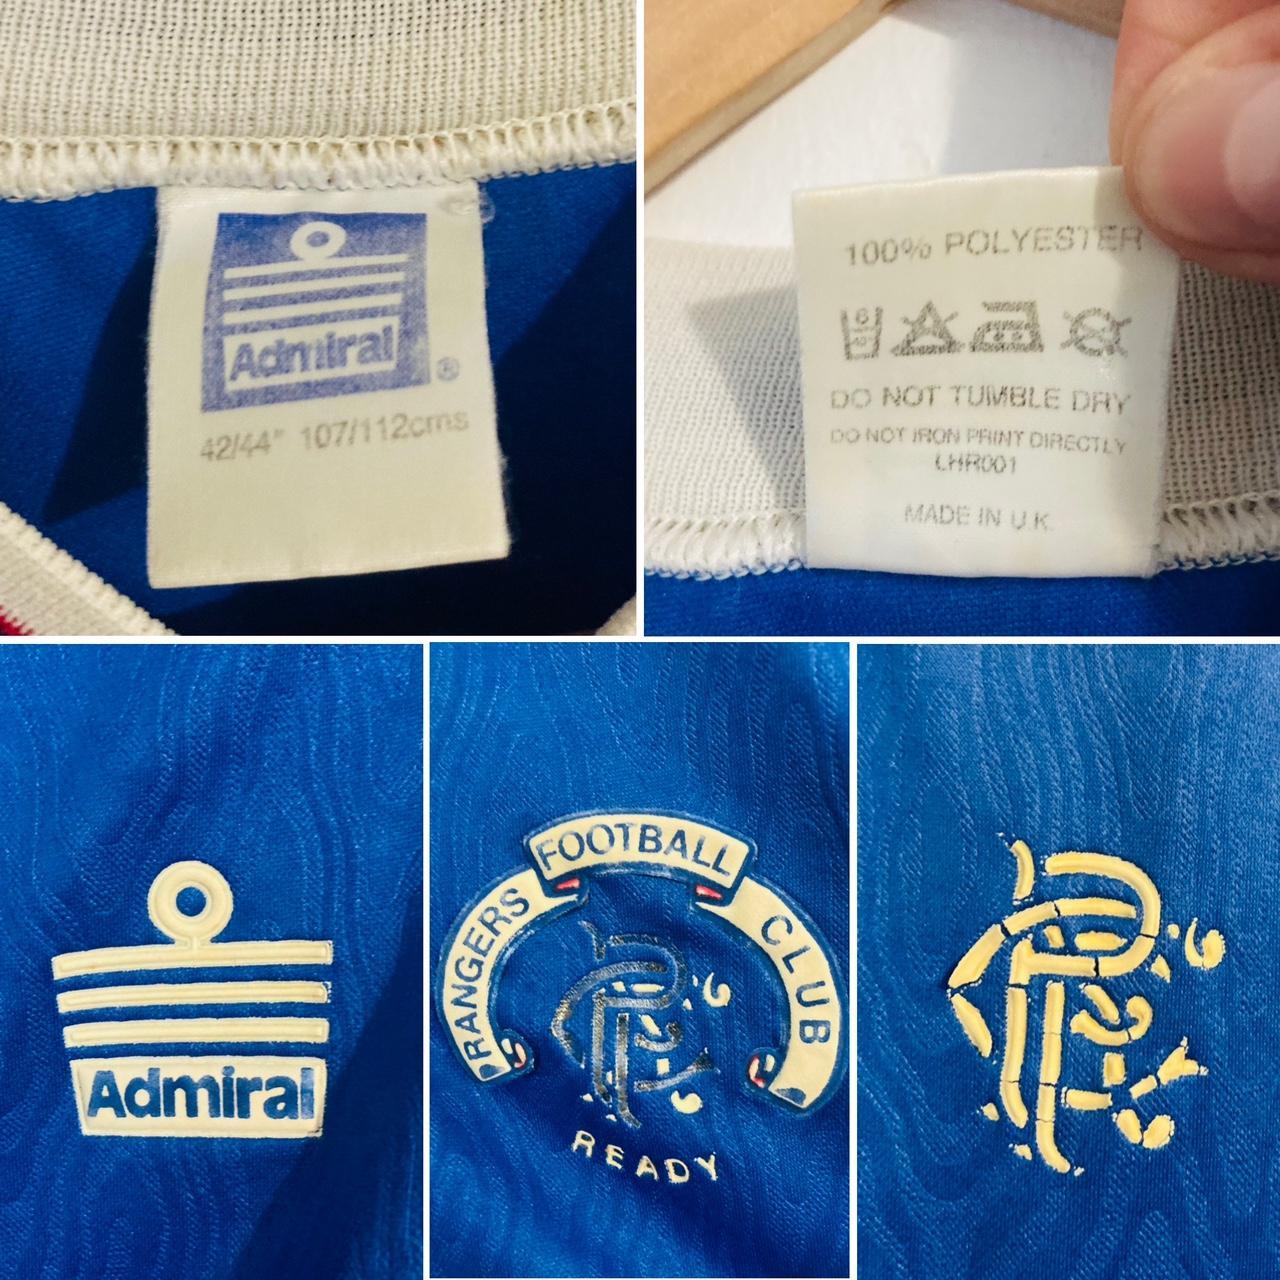 Admiral ®
42/44" 107/112cms
100% POLYESTER
DO NOT TUMBLE DRY
DO NOT IRON PRINT DIRECTLY
LHR001
MADE IN U.K.
Admiral
RANGERS FOOTBALL CLUB
READY